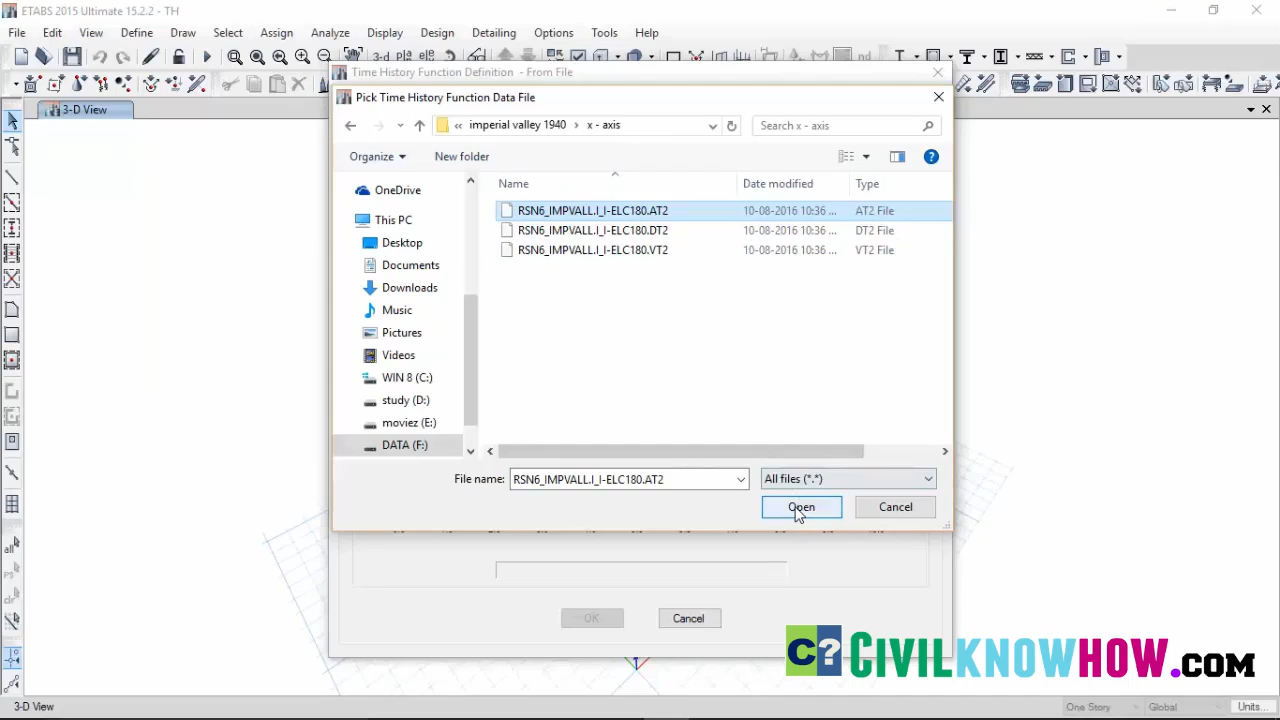 ETABS 2015 Ultimate 15.2.2 - TH
File Edit View Define Draw Select Assign Analyze Display Design Detailing Options Tools Help
Time History Function Definition - From File
Pick Time History Function Data File
3-D View
« imperial valley 1940 › x - axis
Search x - axis
Organize
New folder
Name
Date modified
Type
OneDrive
This PC
Desktop
Documents
Downloads
Music
Pictures
Videos
WIN 8 (C:)
study (D:)
moviez (E:)
DATA (F:)
RSN6_IMPVALL.I_I-ELC180.AT2 10-08-2016 10:36 ... AT2 File
RSN6_IMPVALL.I_I-ELC180.DT2 10-08-2016 10:36 ... DT2 File
RSN6_IMPVALL.I_I-ELC180.VT2 10-08-2016 10:36 ... VT2 File
File name: RSN6_IMPVALL.I_I-ELC180.AT2
All files (*.*)
Open
Cancel
OK
Cancel
C? CIVILKNOWHOW.COM
3-D View
One Story
Global
Units...